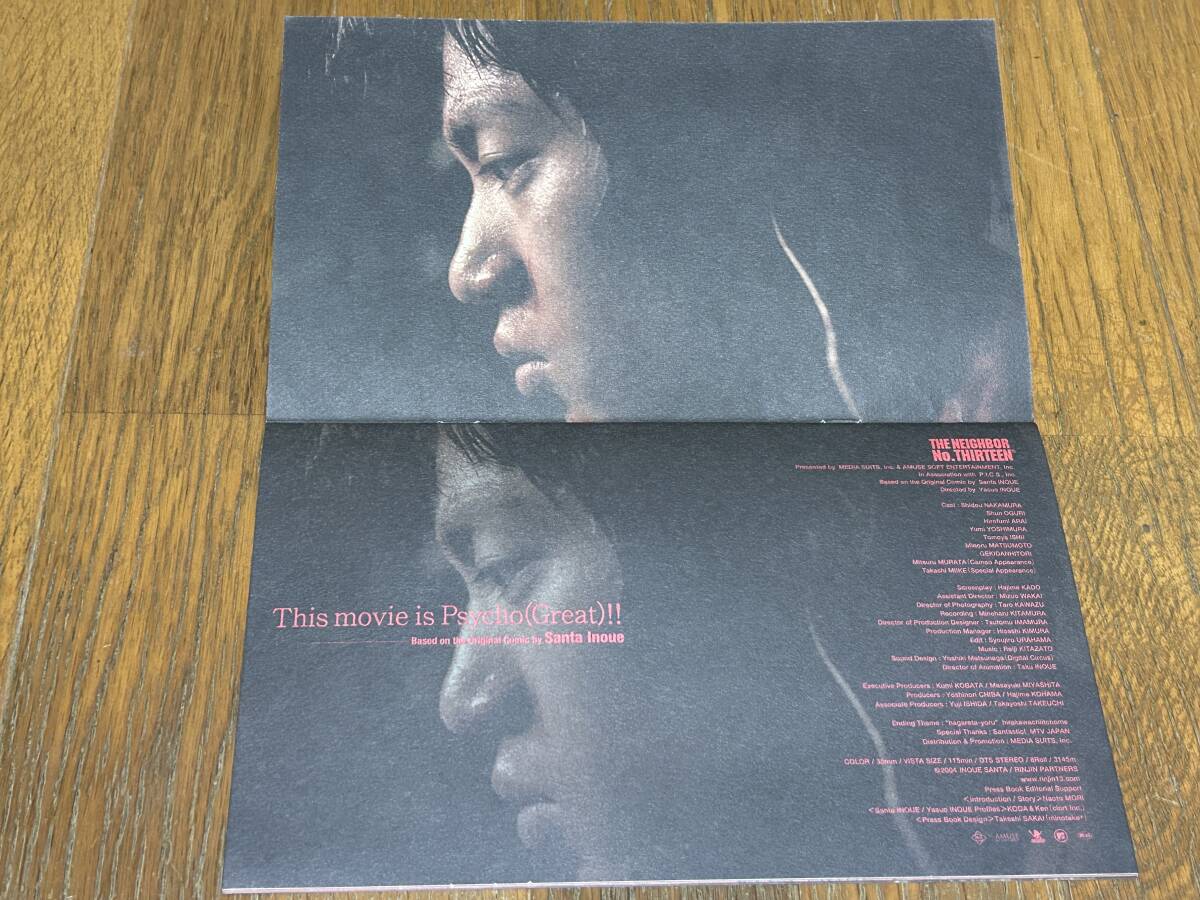 THE NEIGHBOR
No.THIRTEEN
Presented by MEDIA SUITS, Inc. & AMUSE SOFT ENTERTAINMENT, Inc.
In Association with P.I.C.S., Inc.
Based on the Original Comic by Santa INOUE
Directed by Yasuo INOUE
Cast : Shidou NAKAMURA
Shun OGURI
Hirofumi ARAI
Yumi YOSHIMURA
Tomoya ISHII
Minoru MATSUMOTO
GEKIDANHITORI
Mitsuru MURATA (Cameo Appearance)
Takashi MIIKE (Special Appearance)
This movie is Psycho(Great)!!
Based on the Original Comic by Santa Inoue
Screenplay : Hajime KADO
Assistant Director : Mizuo WAKAI
Director of Photography : Taro KAWAZU
Recording : Minoharu KITAMURA
Director of Production Designer : Tsutomu IMAMURA
Production Manager : Hisashi KIMURA
Edit : Syoujiro URAHAMA
Music : Reiji KITAZATO
Sound Design : Yoshiki Matsunaga (Digital Circus)
Director of Animation : Taku INOUE
Executive Producers : Kumi KOBATA / Masayuki MIYASHITA
Producers : Yoshinori CHIBA / Hajime KOHAMA
Associate Producers : Yuji ISHIDA / Takayoshi TAKEUCHI
Ending Theme : "nagareta-yoru" hirakawachiitchome
Special Thanks : Santastic!, MTV JAPAN
Distribution & Promotion : MEDIA SUITS, Inc.
COLOR / 35mm / VISTA SIZE / 115min / DTS STEREO / 6Roll / 3145m
©2004 INOUE SANTA / RINJIN PARTNERS
www.rinjin13.com
Press Book Editorial Support
<Introduction / Story> Naoto MORI
<Santa INOUE / Yasuo INOUE Profiles> KODA & Ken
<Press Book Design> Takeshi SAKAI (minotake*)
AMUSE